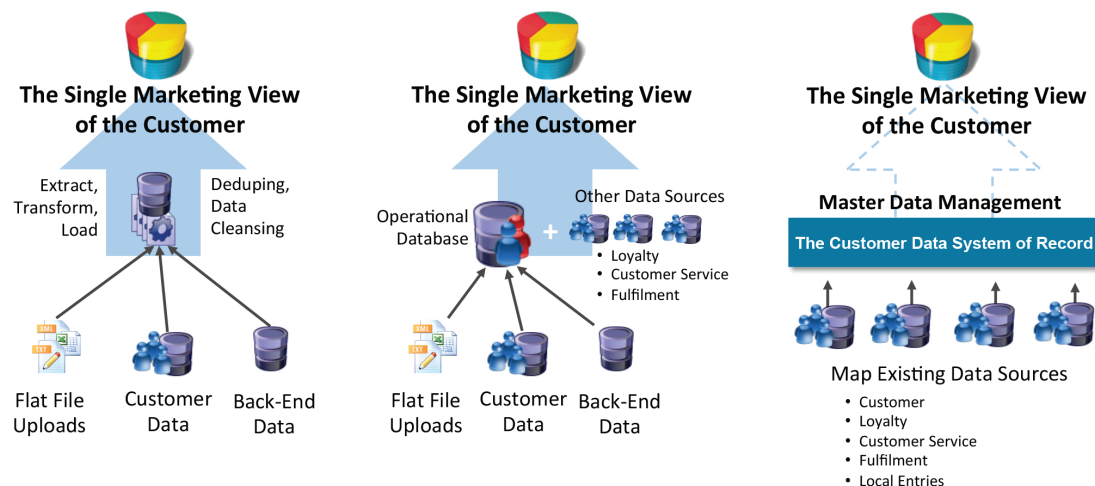 The Single Marketing View
of the Customer
Extract,
Transform,
Load
Deduping,
Data
Cleansing
XML
TXT
Flat File
Uploads
Customer
Data
Back-End
Data
The Single Marketing View
of the Customer
Operational
Database
+
Other Data Sources
• Loyalty
• Customer Service
• Fulfilment
XML
TXT
Flat File
Uploads
Customer
Data
Back-End
Data
The Single Marketing View
of the Customer
Master Data Management
The Customer Data System of Record
Map Existing Data Sources
• Customer
• Loyalty
• Customer Service
• Fulfilment
• Local Entries